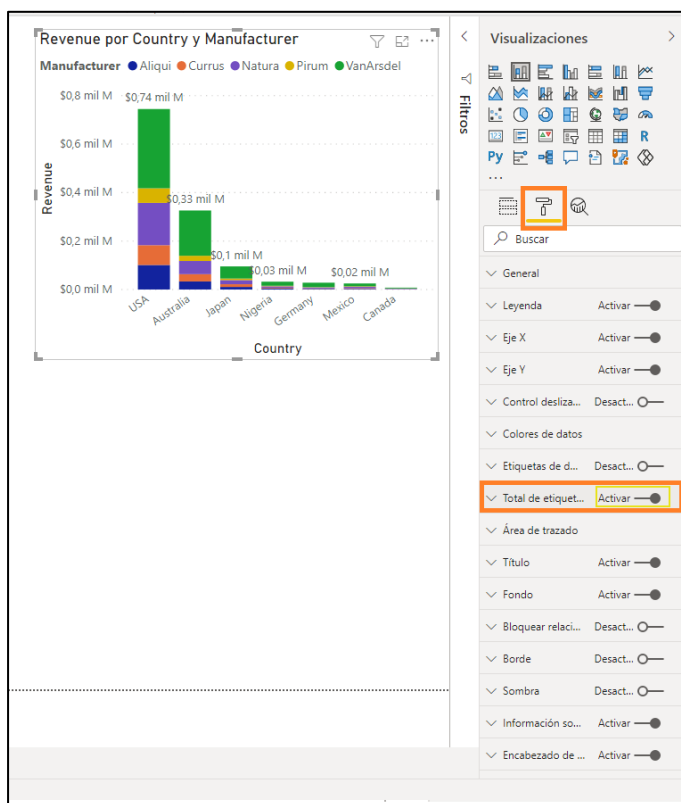 Revenue por Country y Manufacturer
Manufacturer Aliqui Currus Natura Pirum VanArsdel
$0,8 mil M
$0,74 mil M
$0,6 mil M
$0,4 mil M
$0,33 mil M
$0,2 mil M
$0,1 mil M
$0,03 mil M
$0,02 mil M
$0,0 mil M
Revenue
USA
Australia
Japan
Nigeria
Germany
Mexico
Canada
Country
Filtros
Visualizaciones
123
R
Py
...
Buscar
General
Leyenda Activar
Eje X Activar
Eje Y Activar
Control desliza... Desact...
Colores de datos
Etiquetas de d... Desact...
Total de etiquet... Activar
Área de trazado
Título Activar
Fondo Activar
Bloquear relaci... Desact...
Borde Desact...
Sombra Desact...
Información so... Activar
Encabezado de ... Activar